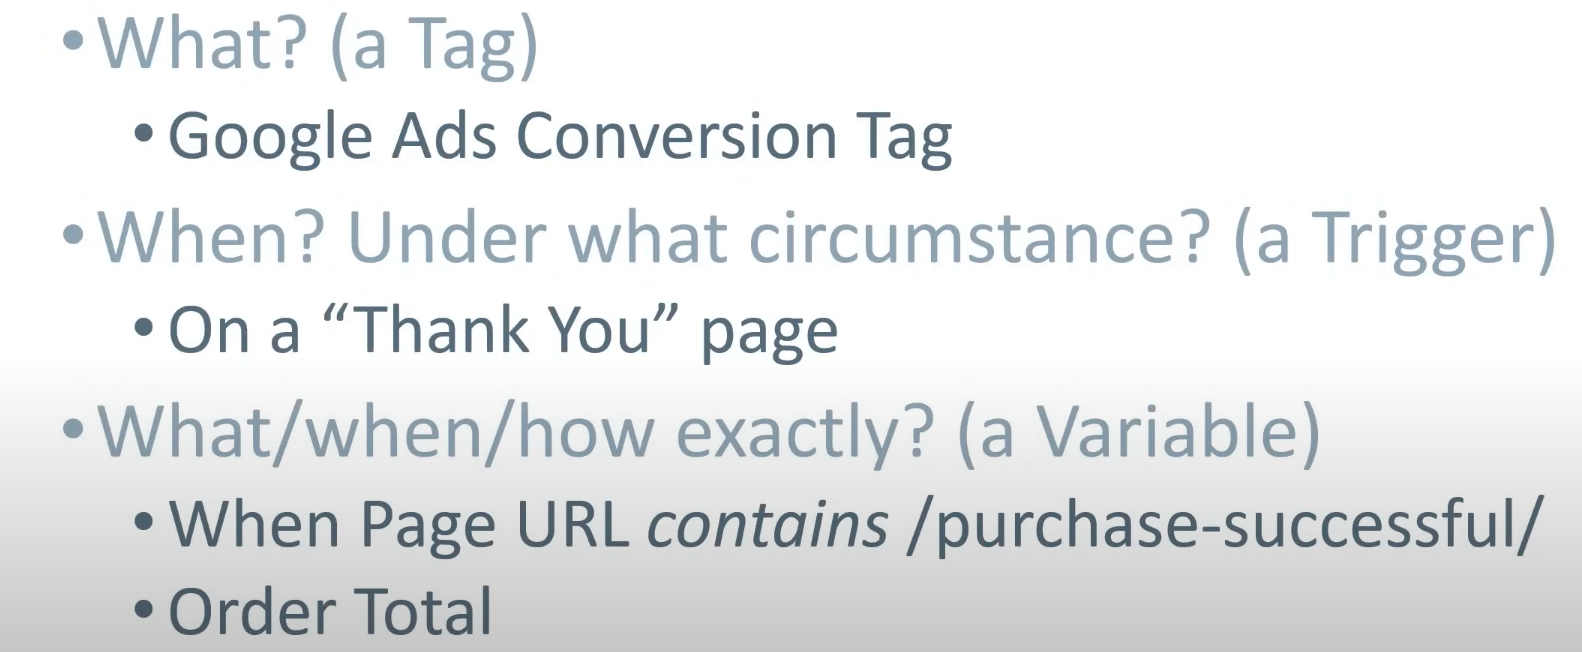 • What? (a Tag)
• Google Ads Conversion Tag
• When? Under what circumstance? (a Trigger)
• On a “Thank You” page
• What/when/how exactly? (a Variable)
• When Page URL contains /purchase-successful/
• Order Total